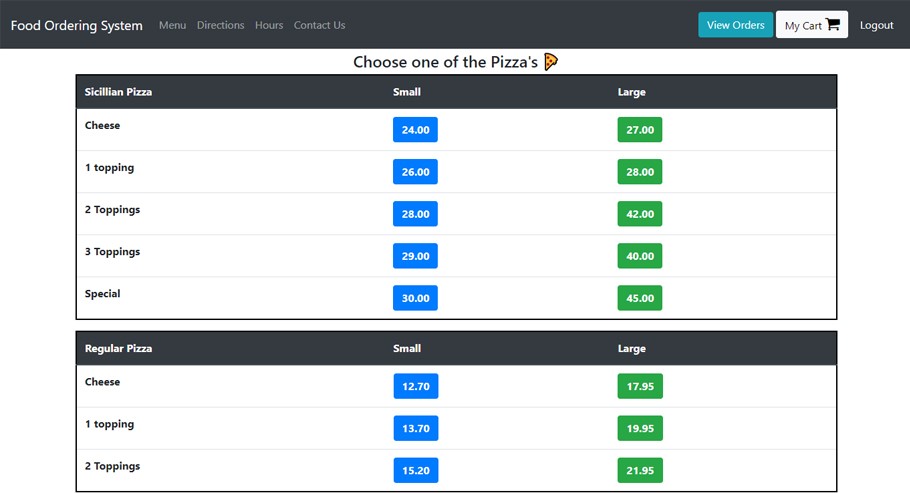 Food Ordering System Menu Directions Hours Contact Us View Orders My Cart Logout
Choose one of the Pizza's
Sicillian Pizza Small Large
Cheese 24.00 27.00
1 topping 26.00 28.00
2 Toppings 28.00 42.00
3 Toppings 29.00 40.00
Special 30.00 45.00
Regular Pizza Small Large
Cheese 12.70 17.95
1 topping 13.70 19.95
2 Toppings 15.20 21.95